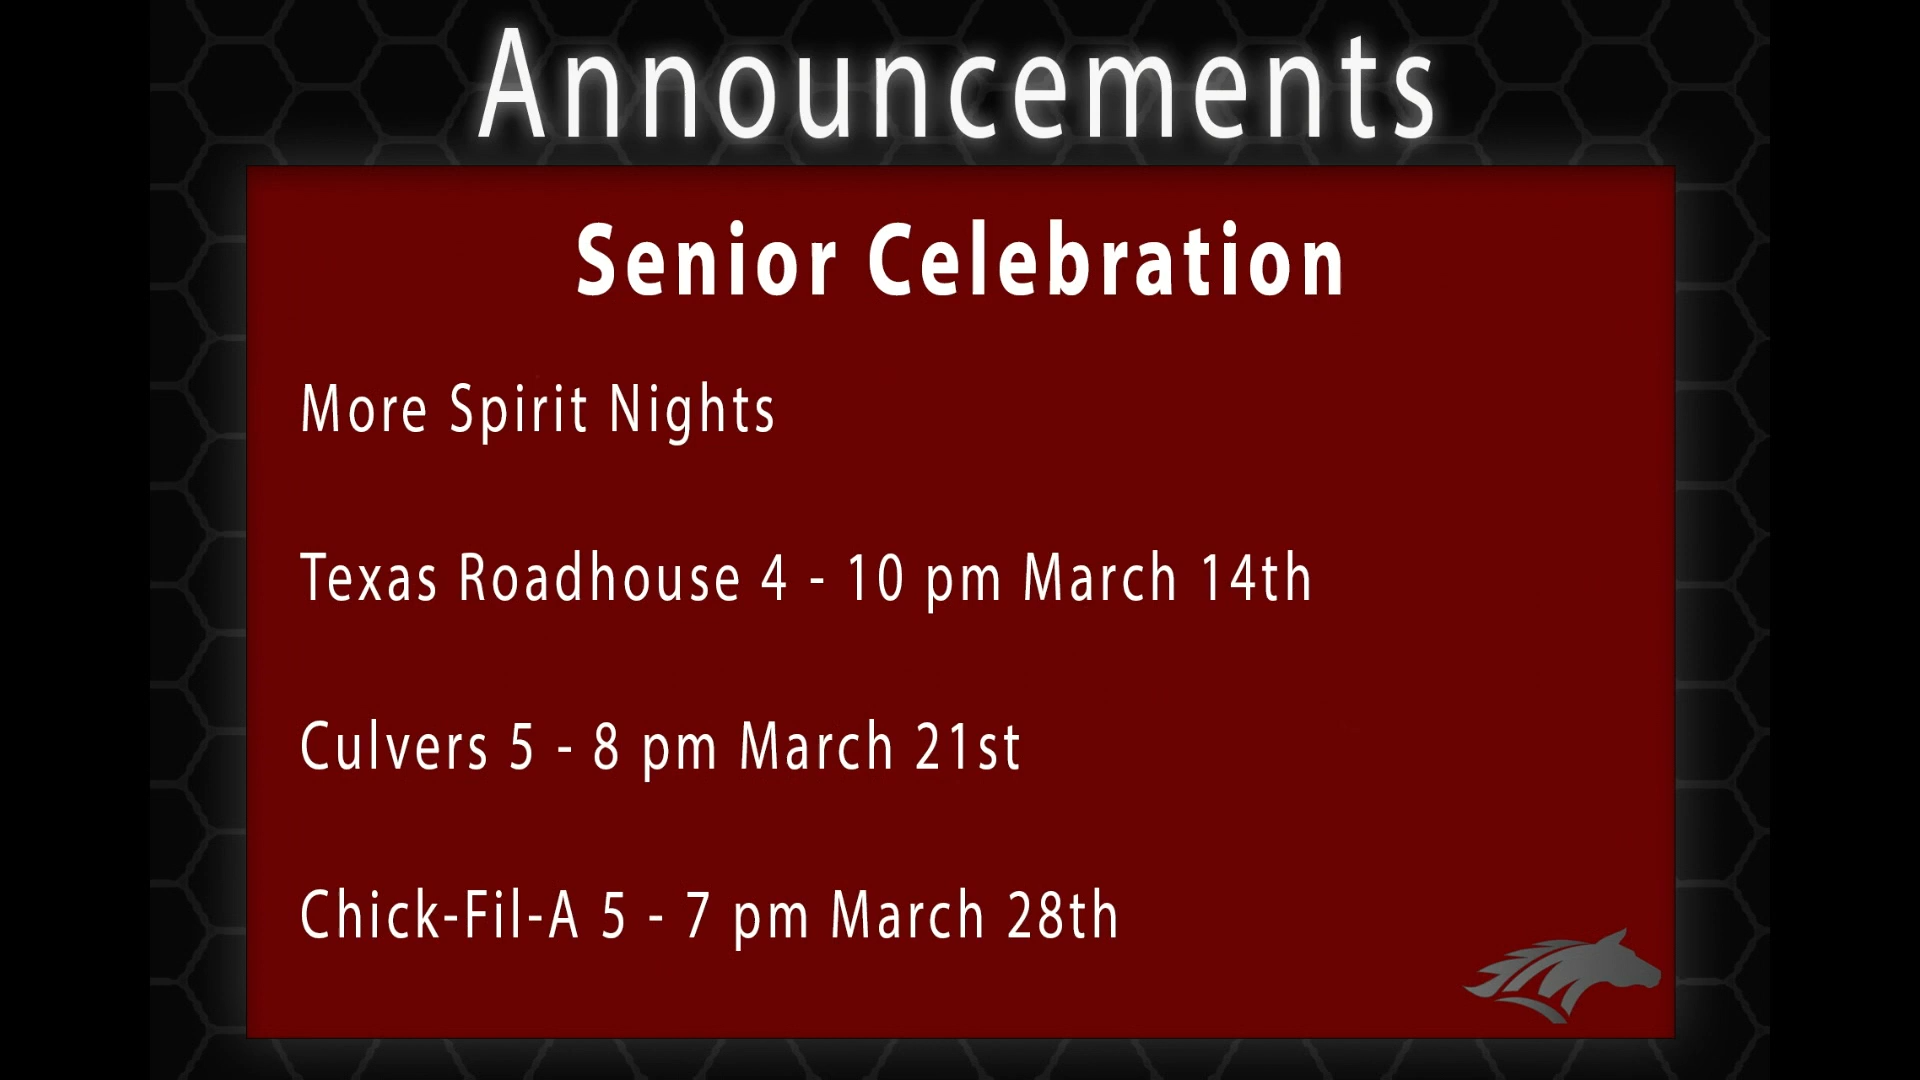 Announcements
Senior Celebration
More Spirit Nights
Texas Roadhouse 4 - 10 pm March 14th
Culvers 5 - 8 pm March 21st
Chick-Fil-A 5 - 7 pm March 28th